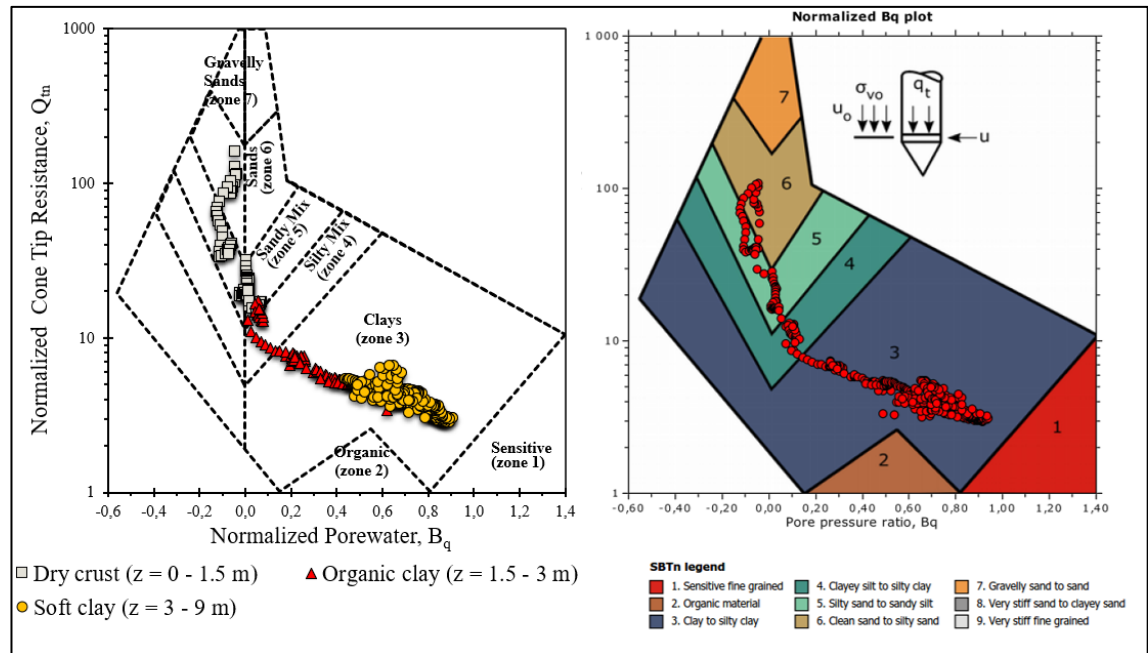 1000
100
10
1
Normalized Cone Tip Resistance, Qtn
Gravelly
Sands
(zone 7)
Sands
(zone 6)
Sandy Mix
(zone 5)
Silty Mix
(zone 4)
Clays
(zone 3)
Organic
(zone 2)
Sensitive
(zone 1)
-0,6 -0,4 -0,2 0,0 0,2 0,4 0,6 0,8 1,0 1,2 1,4
Normalized Porewater, Bq
Dry crust (z = 0 - 1.5 m)
Organic clay (z = 1.5 - 3 m)
Soft clay (z = 3 - 9 m)
Normalized Bq plot
1 000
100
10
1
7
σvo
uo
qt
u
6
5
4
3
2
1
-0,60 -0,40 -0,20 0,00 0,20 0,40 0,60 0,80 1,00 1,20 1,40
Pore pressure ratio, Bq
SBTn legend
1. Sensitive fine grained
2. Organic material
3. Clay to silty clay
4. Clayey silt to silty clay
5. Silty sand to sandy silt
6. Clean sand to silty sand
7. Gravelly sand to sand
8. Very stiff sand to clayey sand
9. Very stiff fine grained